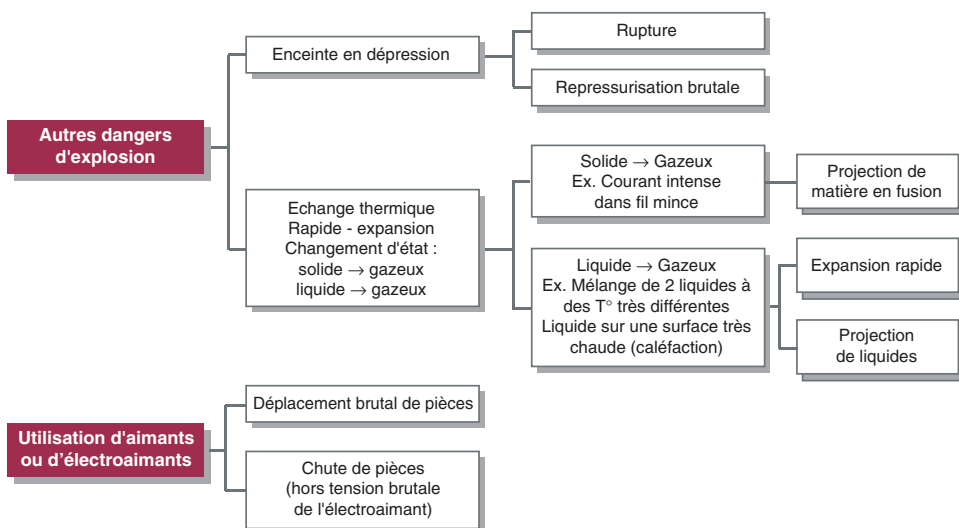 Autres dangers
d'explosion
Enceinte en dépression
Rupture
Repressurisation brutale
Echange thermique
Rapide - expansion
Changement d'état :
solide → gazeux
liquide → gazeux
Solide → Gazeux
Ex. Courant intense
dans fil mince
Projection de
matière en fusion
Liquide → Gazeux
Ex. Mélange de 2 liquides à
des T° très différentes
Liquide sur une surface très
chaude (caléfaction)
Expansion rapide
Projection
de liquides
Utilisation d'aimants
ou d’électroaimants
Déplacement brutal de pièces
Chute de pièces
(hors tension brutale
de l'électroaimant)